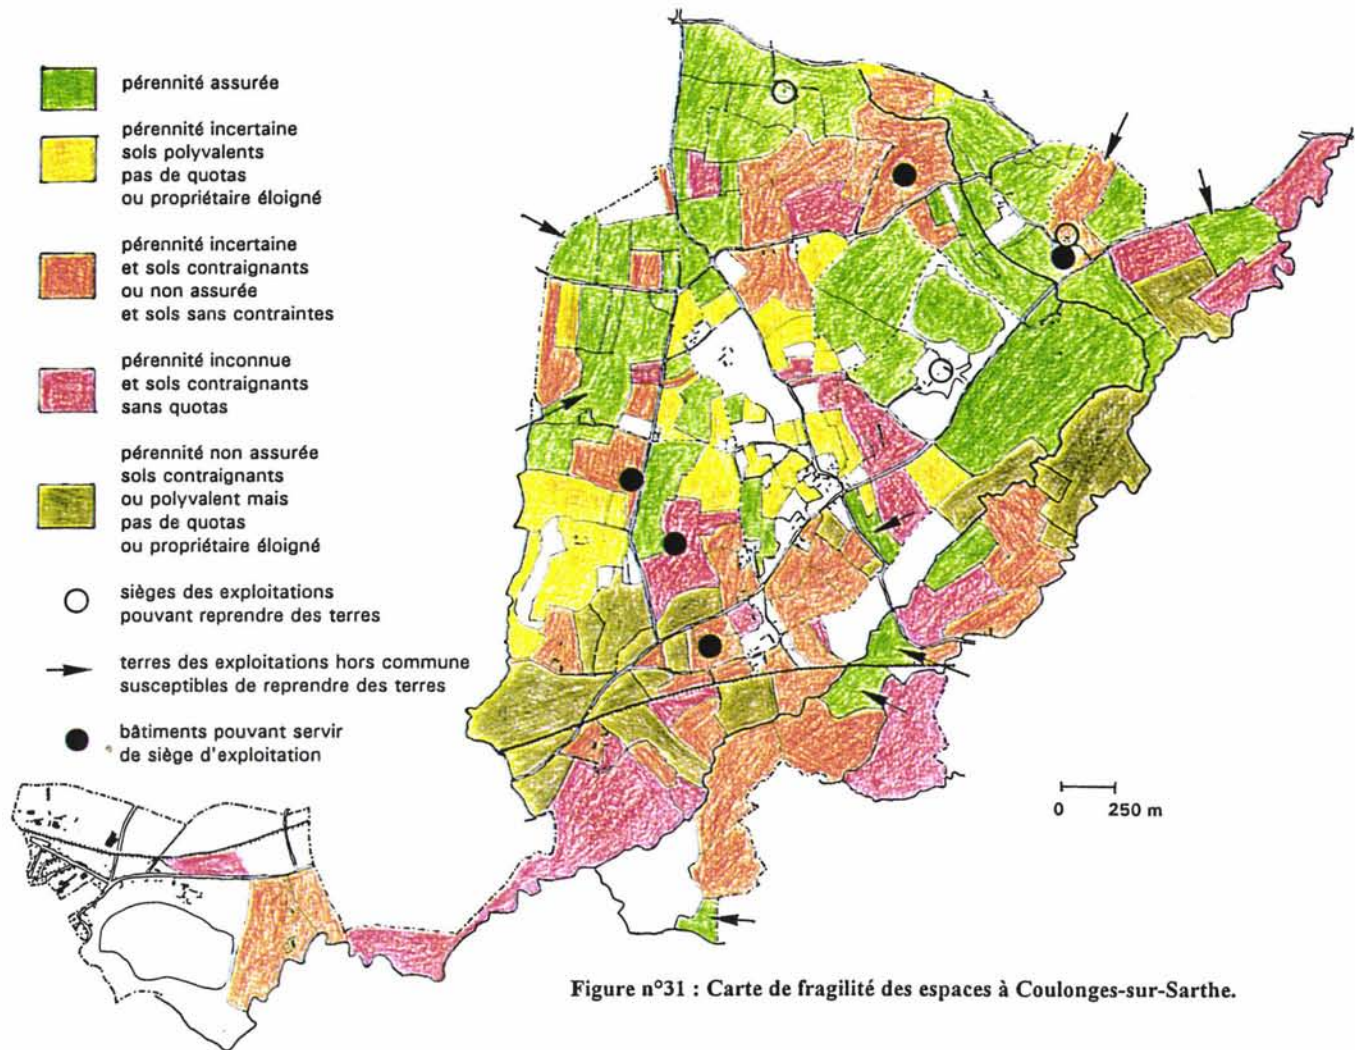 pérennité assurée
pérennité incertaine
sols polyvalents
pas de quotas
ou propriétaire éloigné
pérennité incertaine
et sols contraignants
ou non assurée
et sols sans contraintes
pérennité inconnue
et sols contraignants
sans quotas
pérennité non assurée
sols contraignants
ou polyvalent mais
pas de quotas
ou propriétaire éloigné
sièges des exploitations
pouvant reprendre des terres
terres des exploitations hors commune
susceptibles de reprendre des terres
bâtiments pouvant servir
de siège d'exploitation
0 250 m
Figure n°31 : Carte de fragilité des espaces à Coulonges-sur-Sarthe.